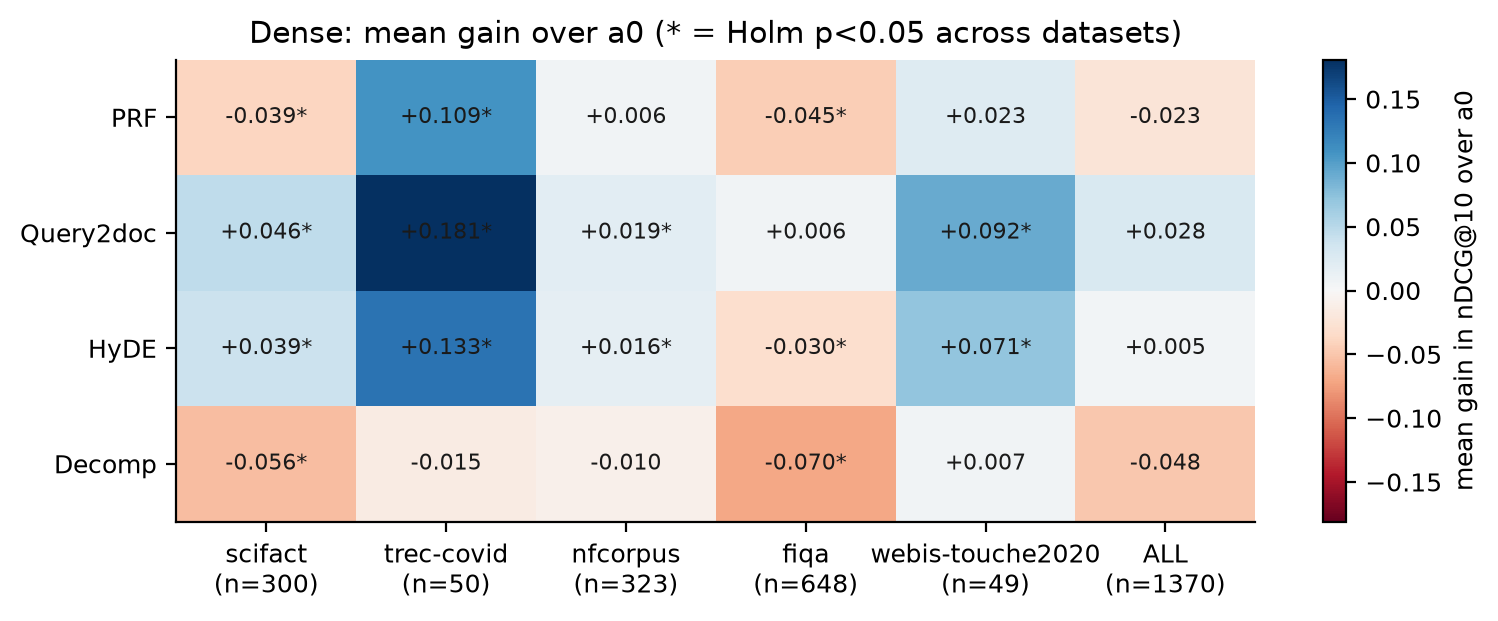 Dense: mean gain over a0 (* = Holm p<0.05 across datasets)
PRF -0.039* +0.109* +0.006 -0.045* +0.023 -0.023
Query2doc +0.046* +0.181* +0.019* +0.006 +0.092* +0.028
HyDE +0.039* +0.133* +0.016* -0.030* +0.071* +0.005
Decomp -0.056* -0.015 -0.010 -0.070* +0.007 -0.048
scifact trec-covid nfcorpus fiqa webis-touche2020 ALL
(n=300) (n=50) (n=323) (n=648) (n=49) (n=1370)
0.15
0.10
0.05
0.00
−0.05
−0.10
−0.15
mean gain in nDCG@10 over a0